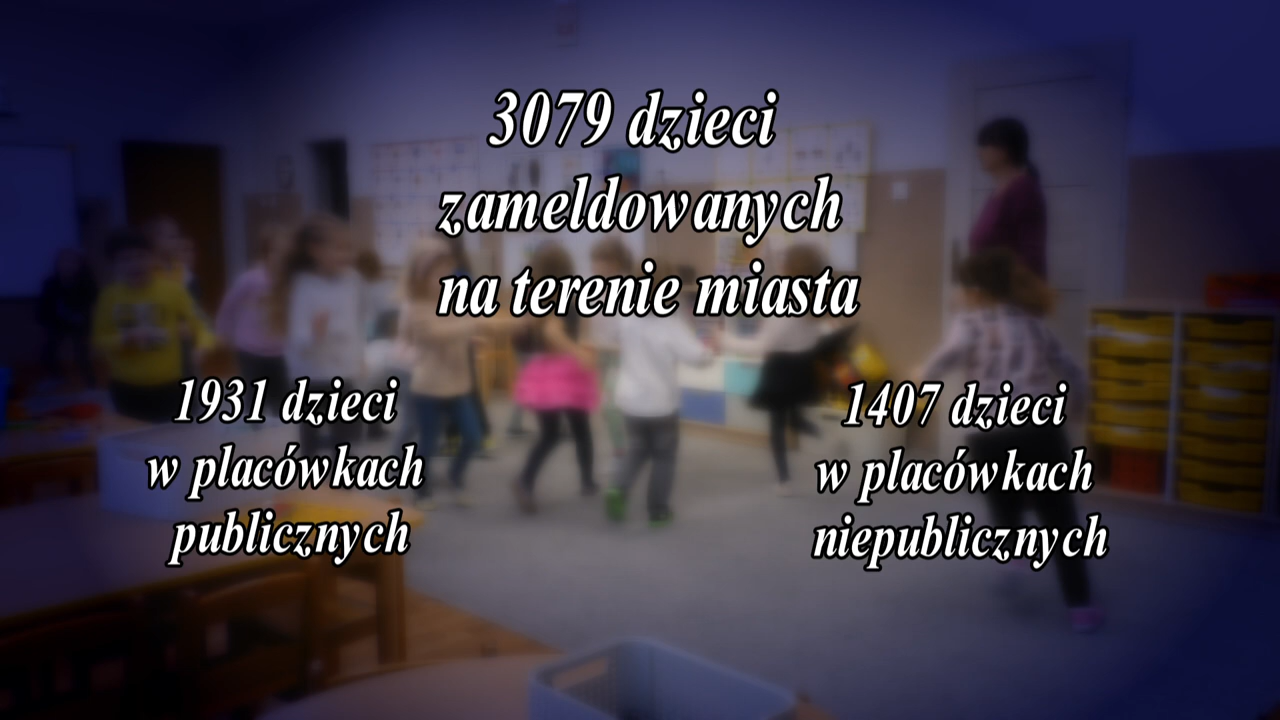 3079 dzieci
zameldowanych
na terenie miasta
1931 dzieci
w placówkach
publicznych
1407 dzieci
w placówkach
niepublicznych